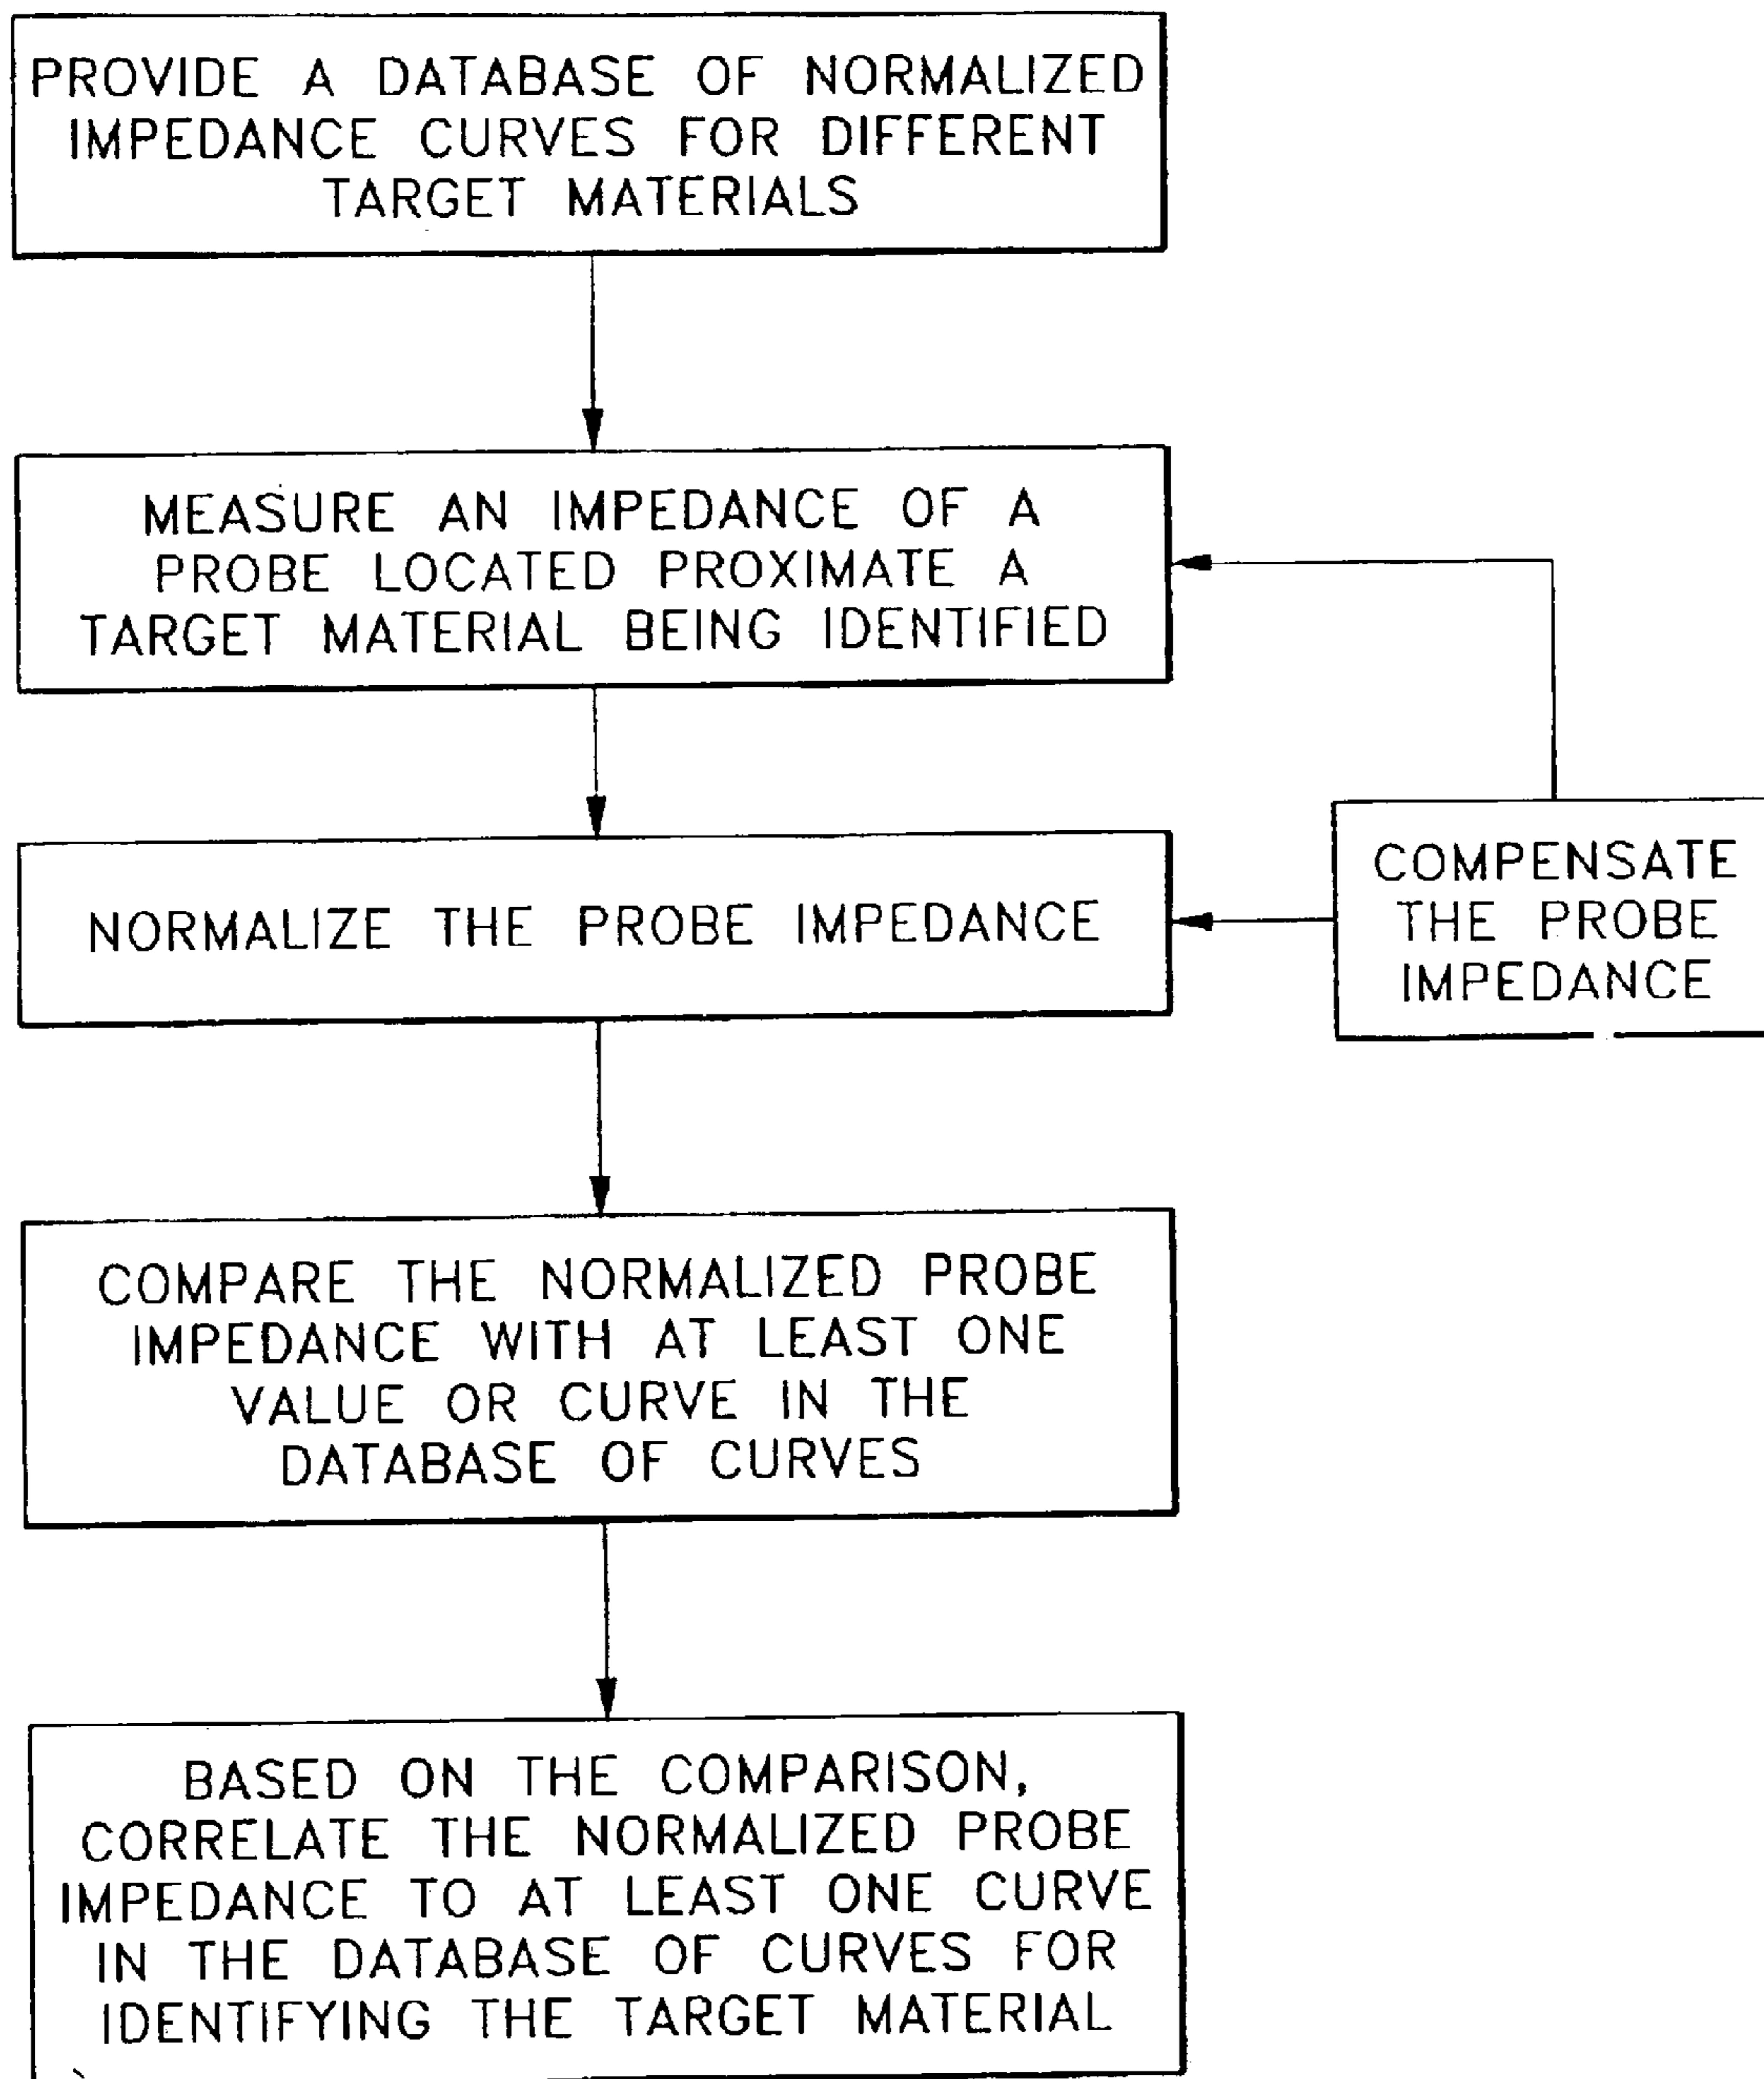 PROVIDE A DATABASE OF NORMALIZED
IMPEDANCE CURVES FOR DIFFERENT
TARGET MATERIALS
MEASURE AN IMPEDANCE OF A
PROBE LOCATED PROXIMATE A
TARGET MATERIAL BEING IDENTIFIED
NORMALIZE THE PROBE IMPEDANCE
COMPENSATE
THE PROBE
IMPEDANCE
COMPARE THE NORMALIZED PROBE
IMPEDANCE WITH AT LEAST ONE
VALUE OR CURVE IN THE
DATABASE OF CURVES
BASED ON THE COMPARISON,
CORRELATE THE NORMALIZED PROBE
IMPEDANCE TO AT LEAST ONE CURVE
IN THE DATABASE OF CURVES FOR
IDENTIFYING THE TARGET MATERIAL